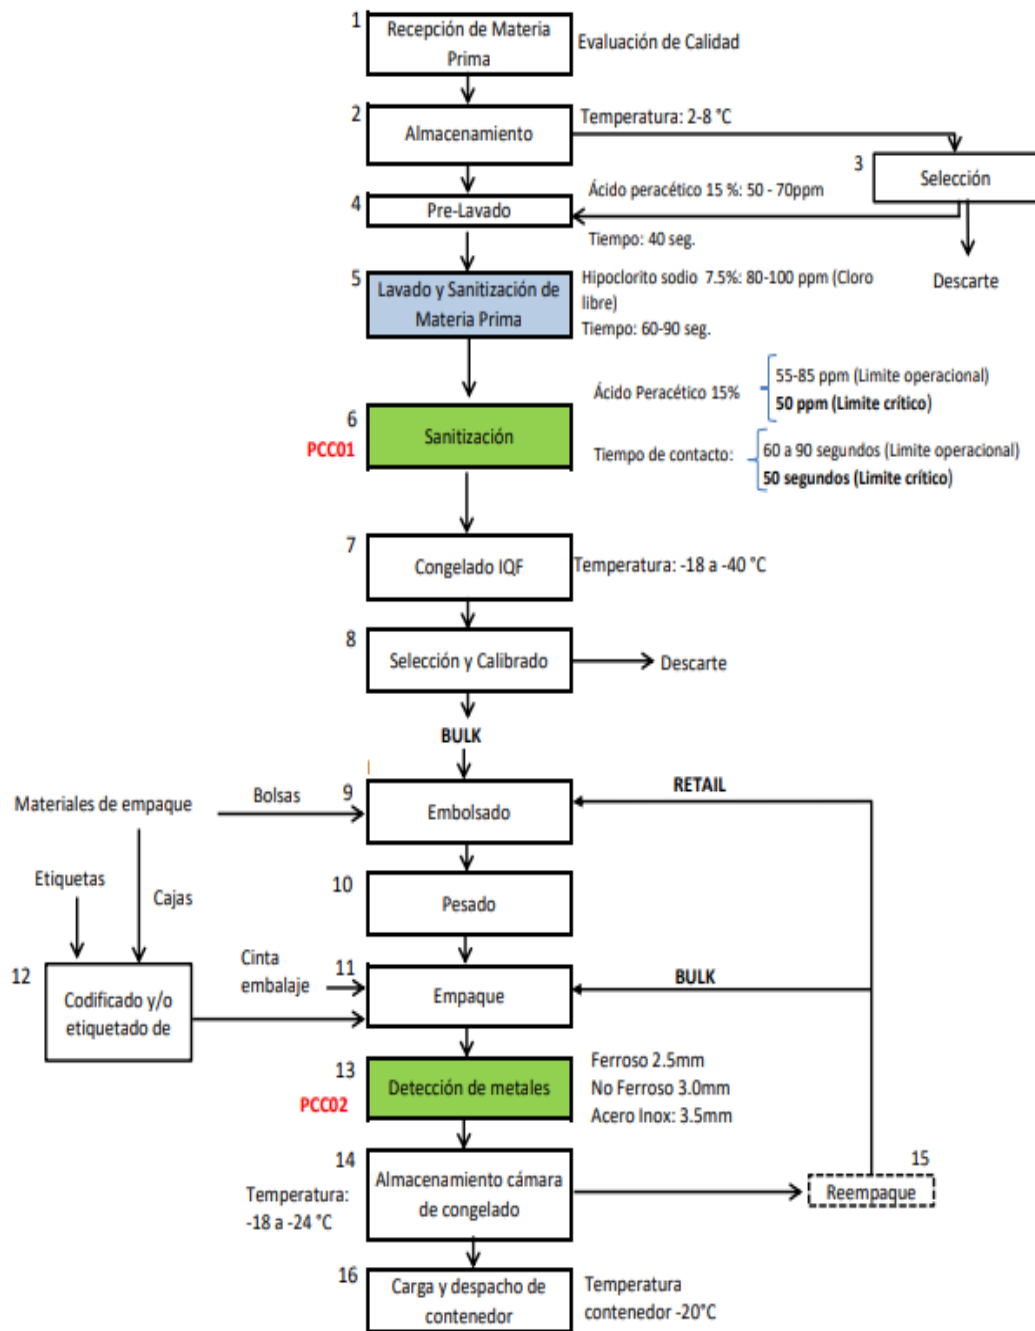 1
Recepción de Materia
Prima
Evaluación de Calidad
2
Almacenamiento
Temperatura: 2-8 °C
3
Selección
Descarte
4
Pre-Lavado
Ácido peracético 15 %: 50 - 70ppm
Tiempo: 40 seg.
5
Lavado y Sanitización de
Materia Prima
Hipoclorito sodio 7.5%: 80-100 ppm (Cloro
libre)
Tiempo: 60-90 seg.
6
PCC01
Sanitización
Ácido Peracético 15%
55-85 ppm (Limite operacional)
50 ppm (Limite crítico)
Tiempo de contacto:
60 a 90 segundos (Limite operacional)
50 segundos (Limite crítico)
7
Congelado IQF
Temperatura: -18 a -40 °C
8
Selección y Calibrado
Descarte
BULK
Materiales de empaque
Bolsas
9
Embolsado
RETAIL
Etiquetas
Cajas
10
Pesado
12
Codificado y/o
etiquetado de
Cinta
embalaje
11
Empaque
BULK
13
PCC02
Detección de metales
Ferroso 2.5mm
No Ferroso 3.0mm
Acero Inox: 3.5mm
14
Almacenamiento cámara
de congelado
Temperatura:
-18 a -24 °C
15
Reempaque
16
Carga y despacho de
contenedor
Temperatura
contenedor -20°C